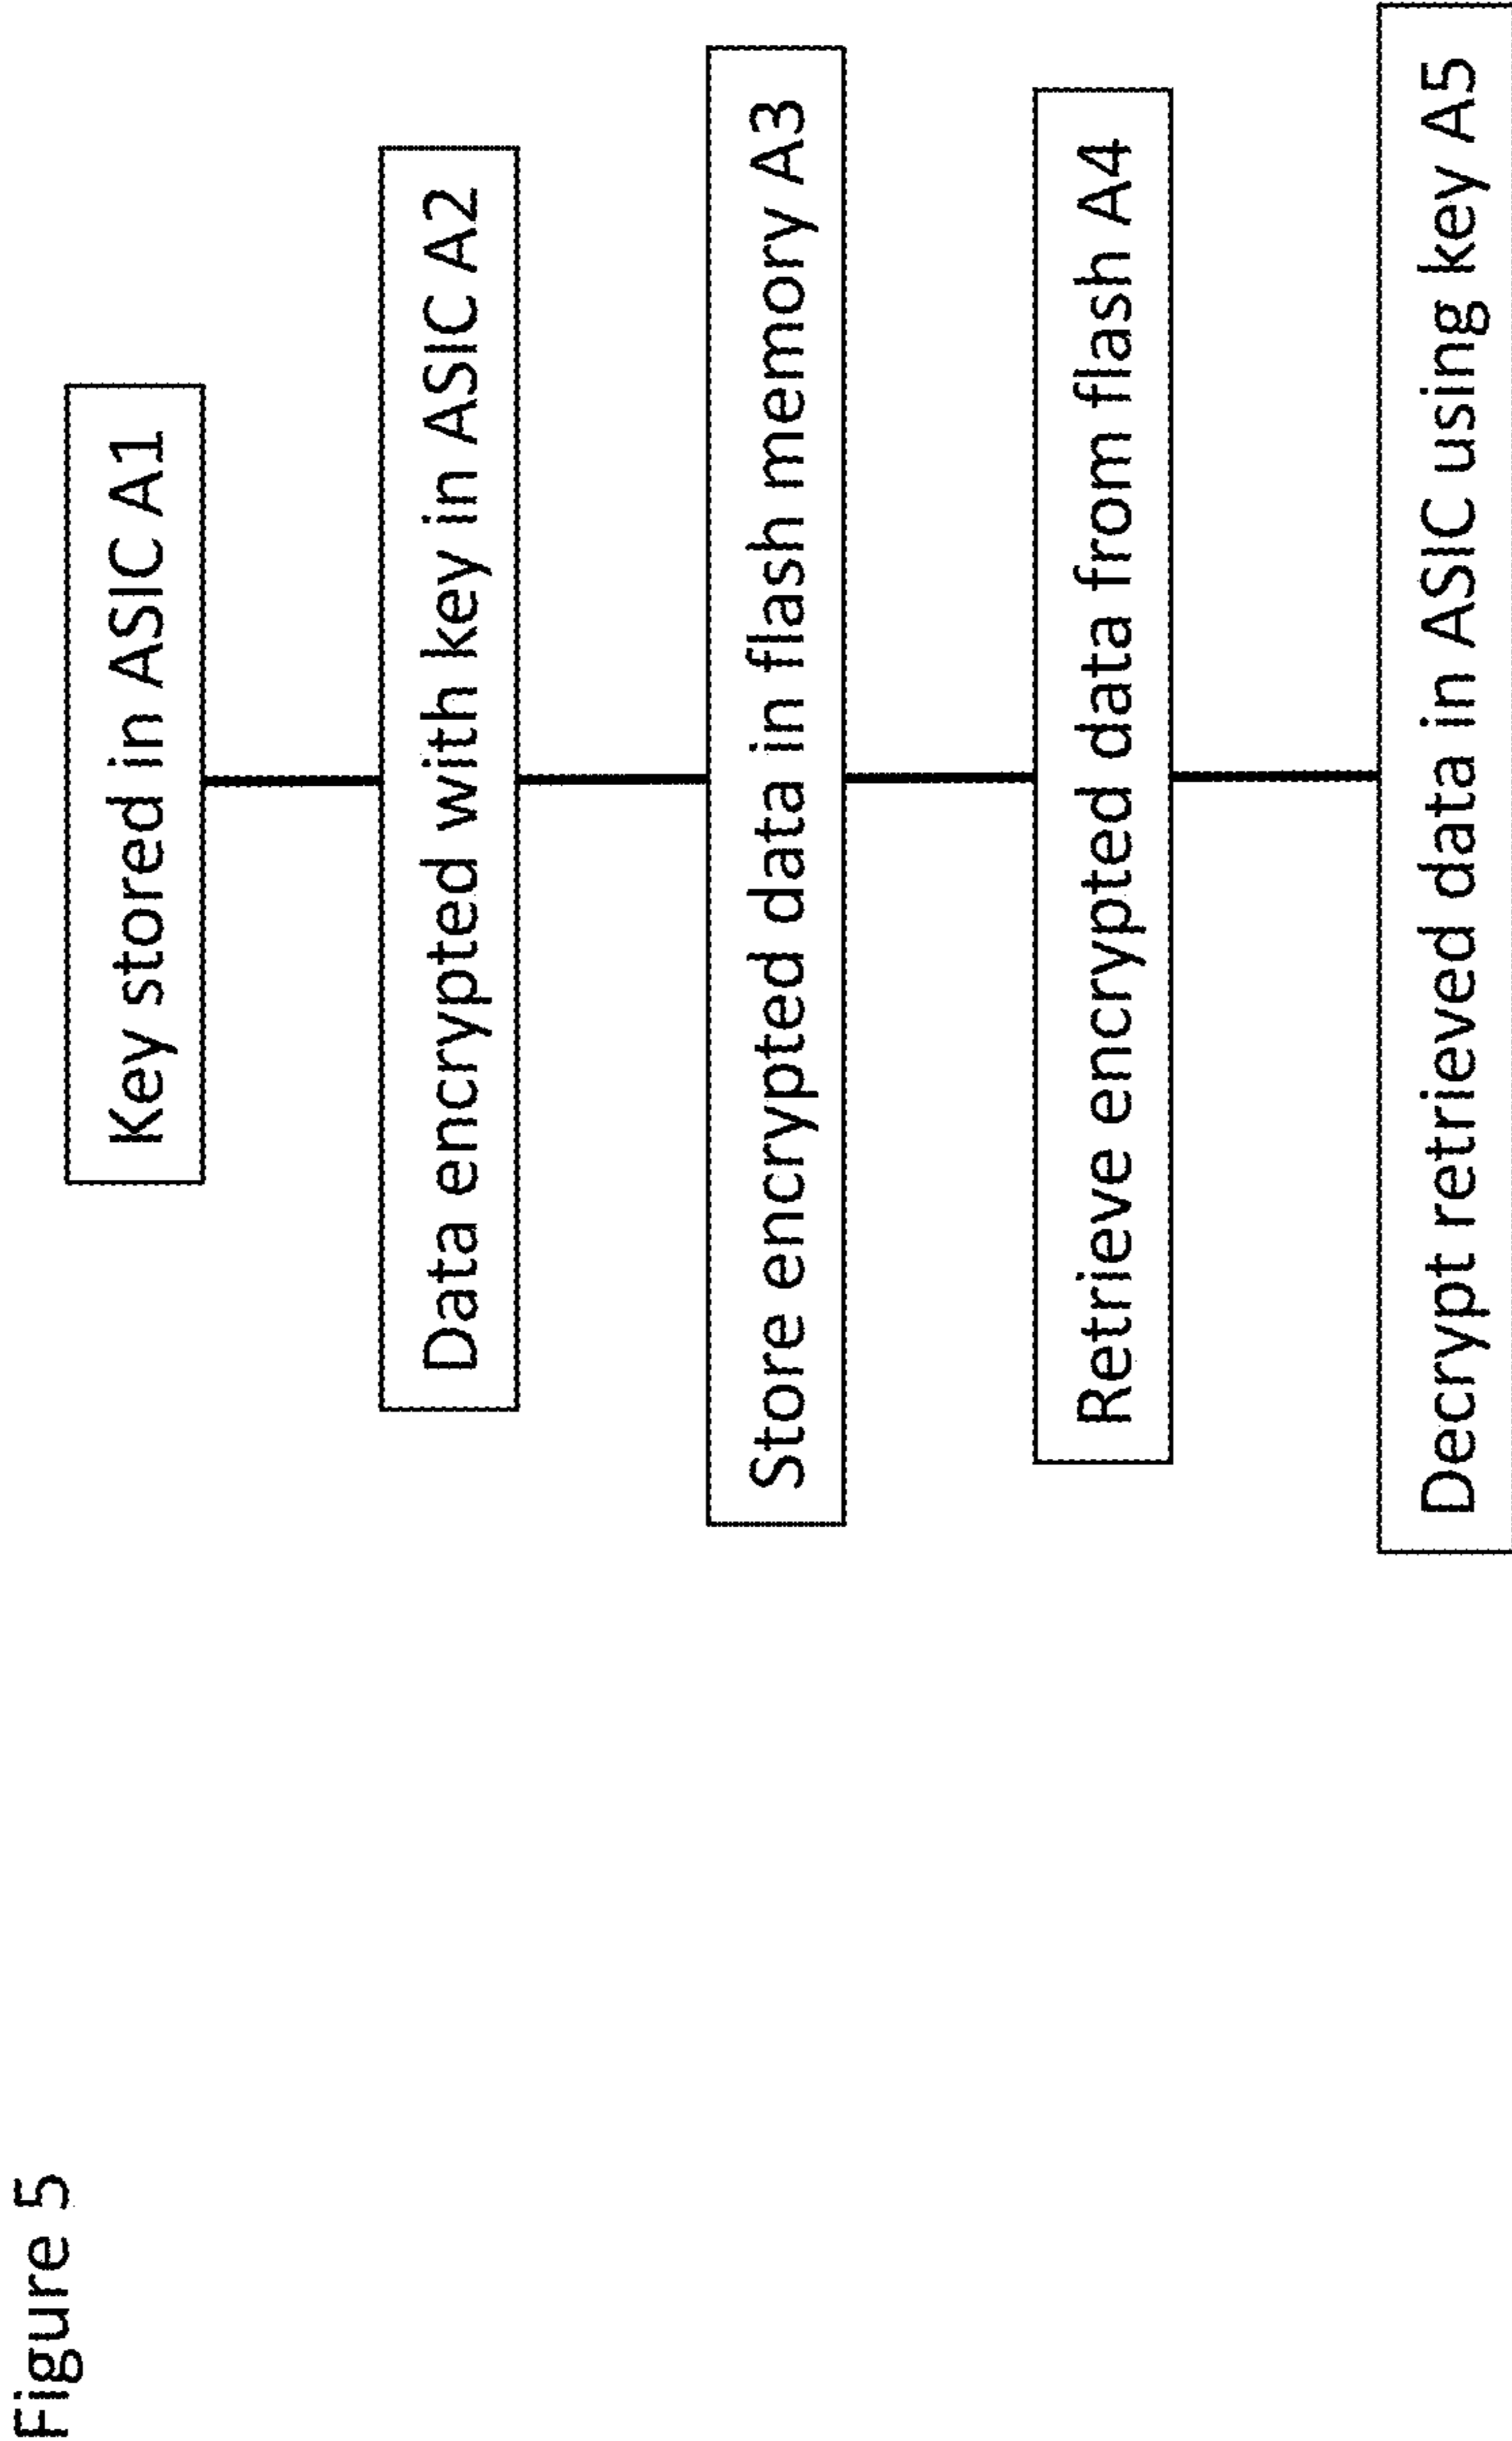 Figure 5
Key stored in ASIC A1
Data encrypted with key in ASIC A2
Store encrypted data in flash memory A3
Retrieve encrypted data from flash A4
Decrypt retrieved data in ASIC using key A5